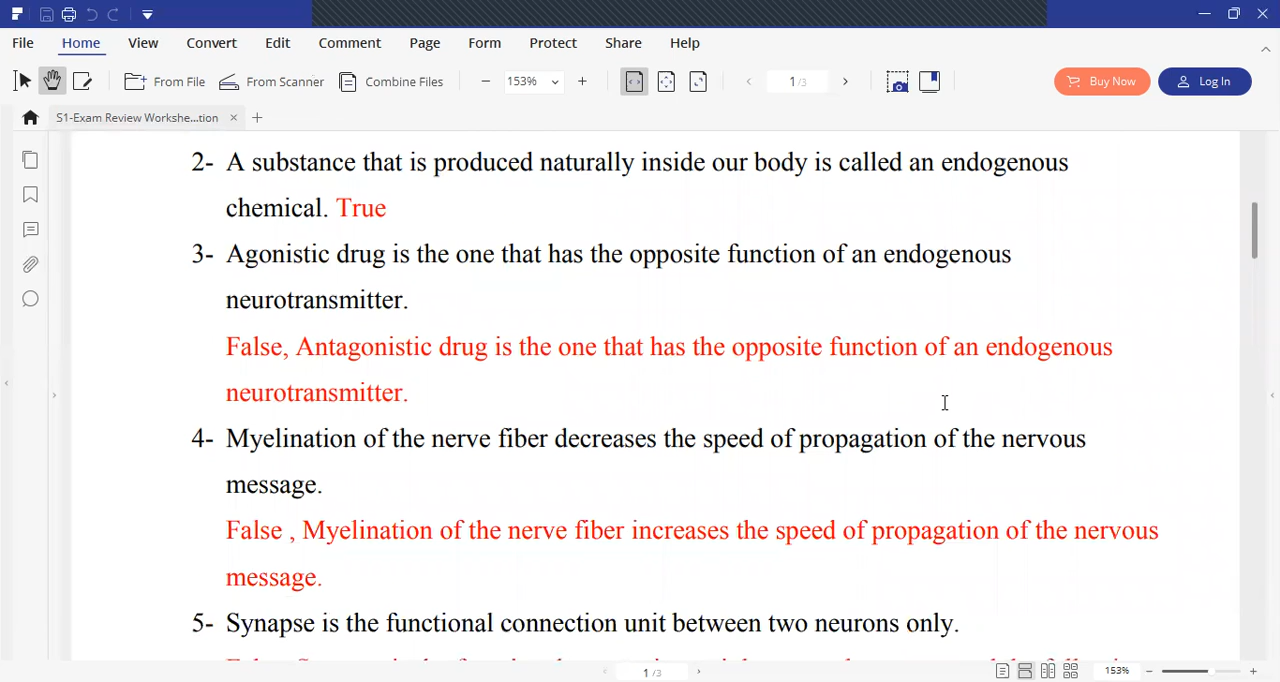 File Home View Convert Edit Comment Page Form Protect Share Help
From File From Scanner Combine Files 153% 1/3 Buy Now Log In
S1-Exam Review Workshe...tion
2- A substance that is produced naturally inside our body is called an endogenous
chemical. True
3- Agonistic drug is the one that has the opposite function of an endogenous
neurotransmitter.
False, Antagonistic drug is the one that has the opposite function of an endogenous
neurotransmitter.
4- Myelination of the nerve fiber decreases the speed of propagation of the nervous
message.
False , Myelination of the nerve fiber increases the speed of propagation of the nervous
message.
5- Synapse is the functional connection unit between two neurons only.
1/3 153%